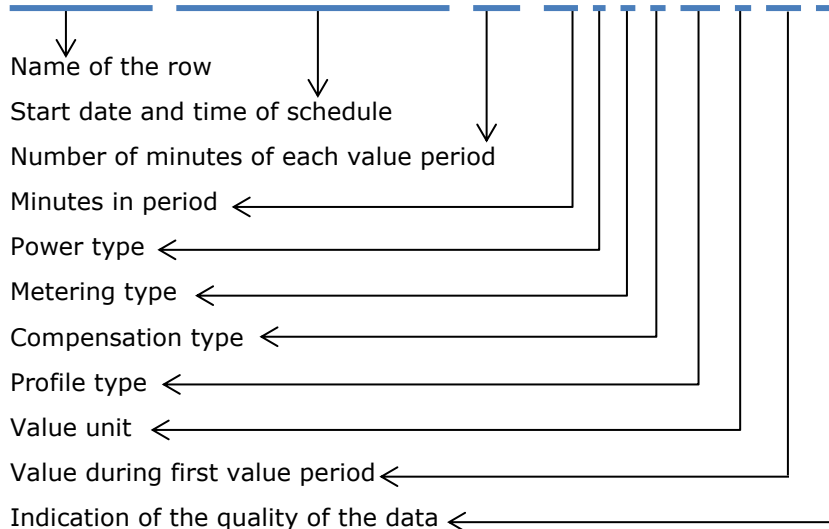 Name of the row
Start date and time of schedule
Number of minutes of each value period
Minutes in period
Power type
Metering type
Compensation type
Profile type
Value unit
Value during first value period
Indication of the quality of the data